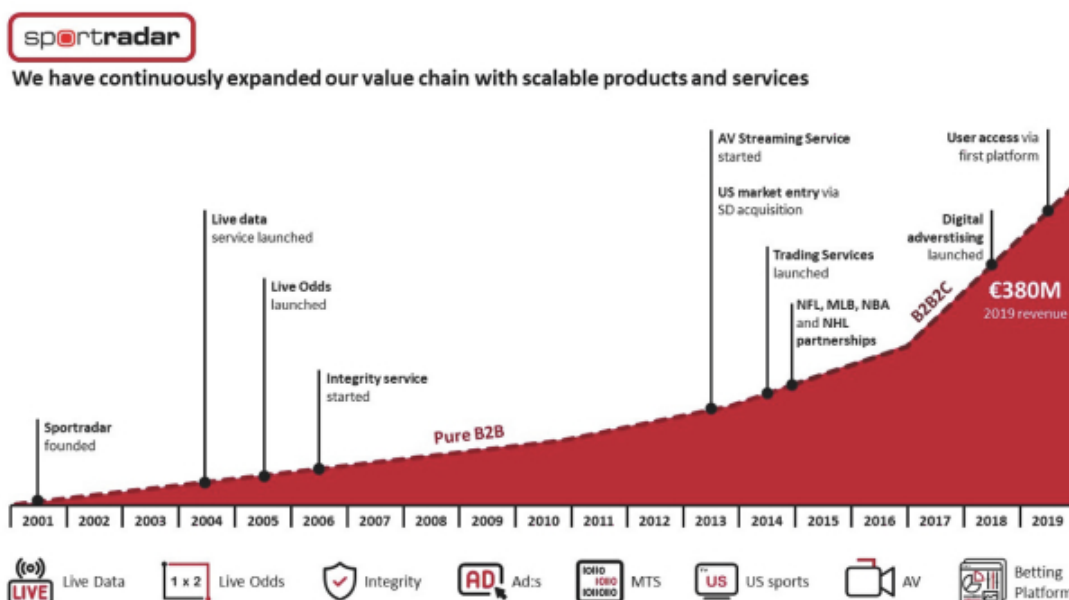 sportradar
We have continuously expanded our value chain with scalable products and services
AV Streaming Service
started
US market entry via
SD acquisition
User access via
first platform
Live data
service launched
Digital
adverstising
launched
Trading Services
launched
Live Odds
launched
B2B2C
€380M
2019 revenue
NFL, MLB, NBA
and NHL
partnerships
Integrity service
started
Sportradar
founded
Pure B2B
2001 2002 2003 2004 2005 2006 2007 2008 2009 2010 2011 2012 2013 2014 2015 2016 2017 2018 2019
LIVE
Live Data
1 x 2
Live Odds
Integrity
AD
Ad:s
10110
1010
1011010
MTS
US
US sports
AV
Betting
Platform